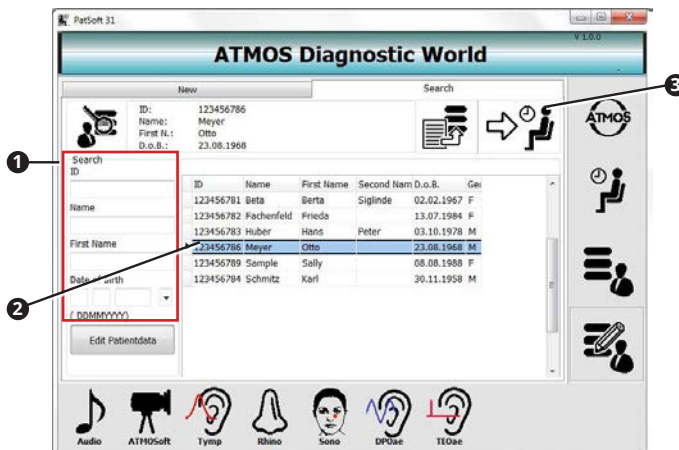 PatSoft 31
V 1.0.0
ATMOS Diagnostic World
New Search
ID: 123456786
Name: Meyer
First N.: Otto
D.o.B.: 23.08.1968
ATMOS
3
1
Search
ID
Name
First Name
Date of birth
( DDMMYYYY)
2
Edit Patientdata
ID Name First Name Second Nam D.o.B. Ge
123456781 Beta Berta Siglinde 02.02.1967 F
123456782 Fachenfeld Frieda 13.07.1984 F
123456783 Huber Hans Peter 03.10.1978 M
123456786 Meyer Otto 23.08.1968 M
123456789 Sample Sally 08.08.1988 F
123456784 Schmitz Karl 30.11.1958 M
Audio ATMOSoft Tymp Rhino Sono DPOae TEOae